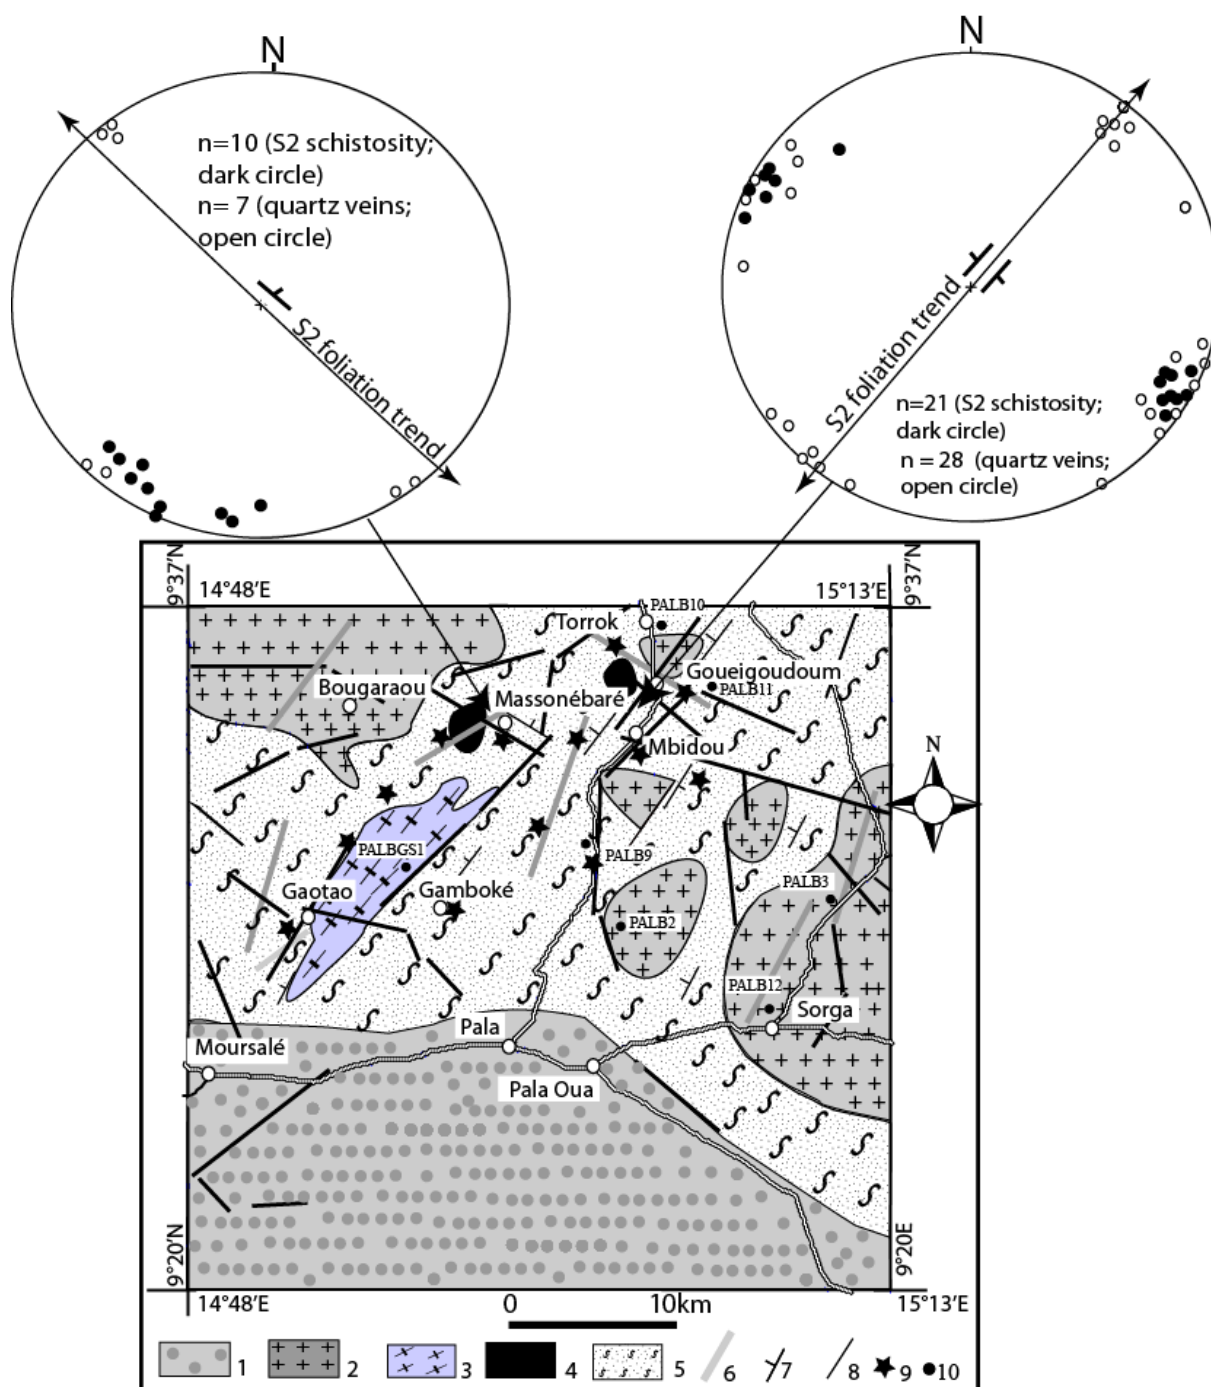 N
n=10 (S2 schistosity;
dark circle)
n= 7 (quartz veins;
open circle)
S2 foliation trend
N
S2 foliation trend
n=21 (S2 schistosity;
dark circle)
n = 28 (quartz veins;
open circle)
9°37'N
14°48'E
15°13'E
9°37'N
PALB10
Torrok
Goueigoudoum
PALB11
Bougaraou
Massonébaré
Mbidou
N
PALBGS1
PALB9
Gaotao
Gamboké
PALB3
PALB2
PALB12
Sorga
Pala
Moursalé
Pala Oua
9°20'N
9°20E
14°48'E
0
10km
15°13'E
1
2
3
4
5
6
7
8
9
10